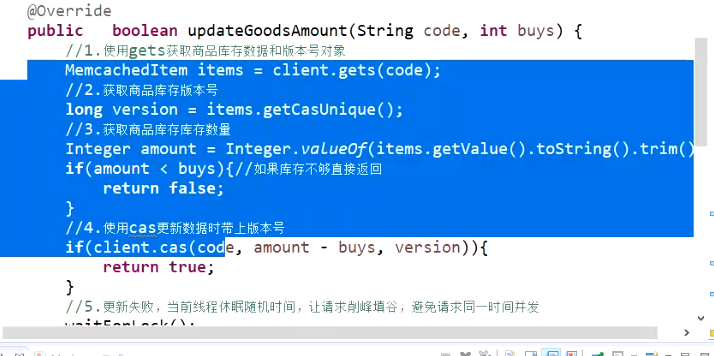 @Override
public boolean updateGoodsAmount(String code, int buys) {
//1.使用gets获取商品库存数据和版本号对象
MemcachedItem items = client.gets(code);
//2.获取商品库存版本号
long version = items.getCasUnique();
//3.获取商品库存库存数量
Integer amount = Integer.valueOf(items.getValue().toString().trim()
if(amount < buys){//如果库存不够直接返回
return false;
}
//4.使用cas更新数据时带上版本号
if(client.cas(code, amount - buys, version)){
return true;
}
//5.更新失败，当前线程休眠随机时间，让请求削峰填谷，避免请求同一时间并发